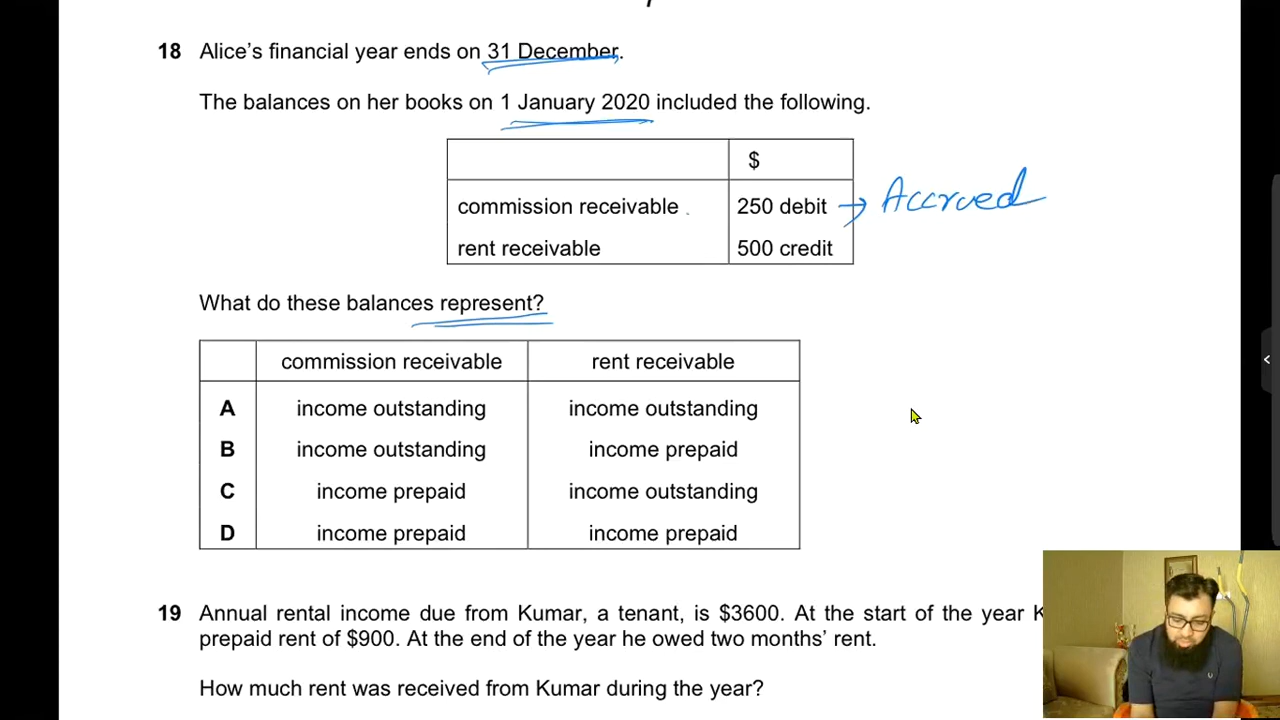 18 Alice's financial year ends on 31 December.
The balances on her books on 1 January 2020 included the following.
$
commission receivable 250 debit → Accrued
rent receivable 500 credit
What do these balances represent?
commission receivable rent receivable
A income outstanding income outstanding
B income outstanding income prepaid
C income prepaid income outstanding
D income prepaid income prepaid
19 Annual rental income due from Kumar, a tenant, is $3600. At the start of the year
prepaid rent of $900. At the end of the year he owed two months' rent.
How much rent was received from Kumar during the year?